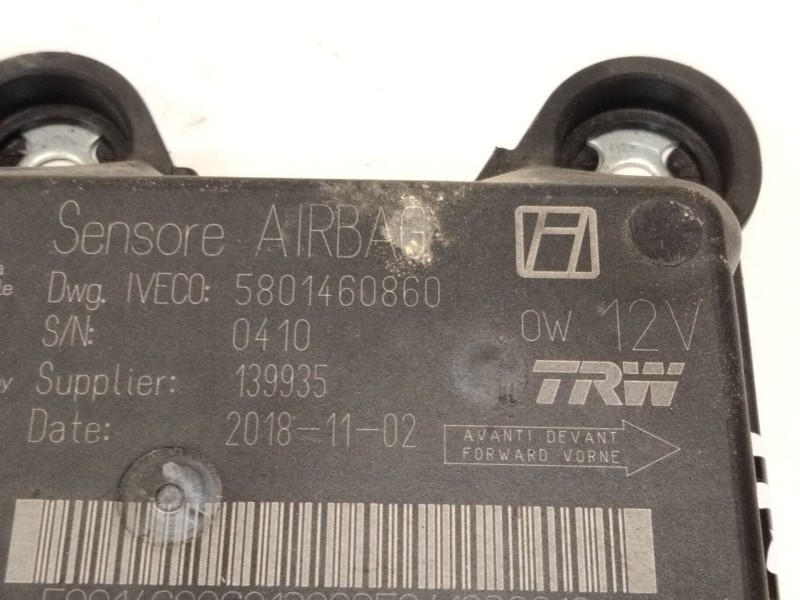 Sensore AIRBAG
Dwg. IVECO: 5801460860
S/N: 0410
OW 12V
Supplier: 139935
TRW
Date: 2018-11-02
AVANTI DEVANT
FORWARD VORNE